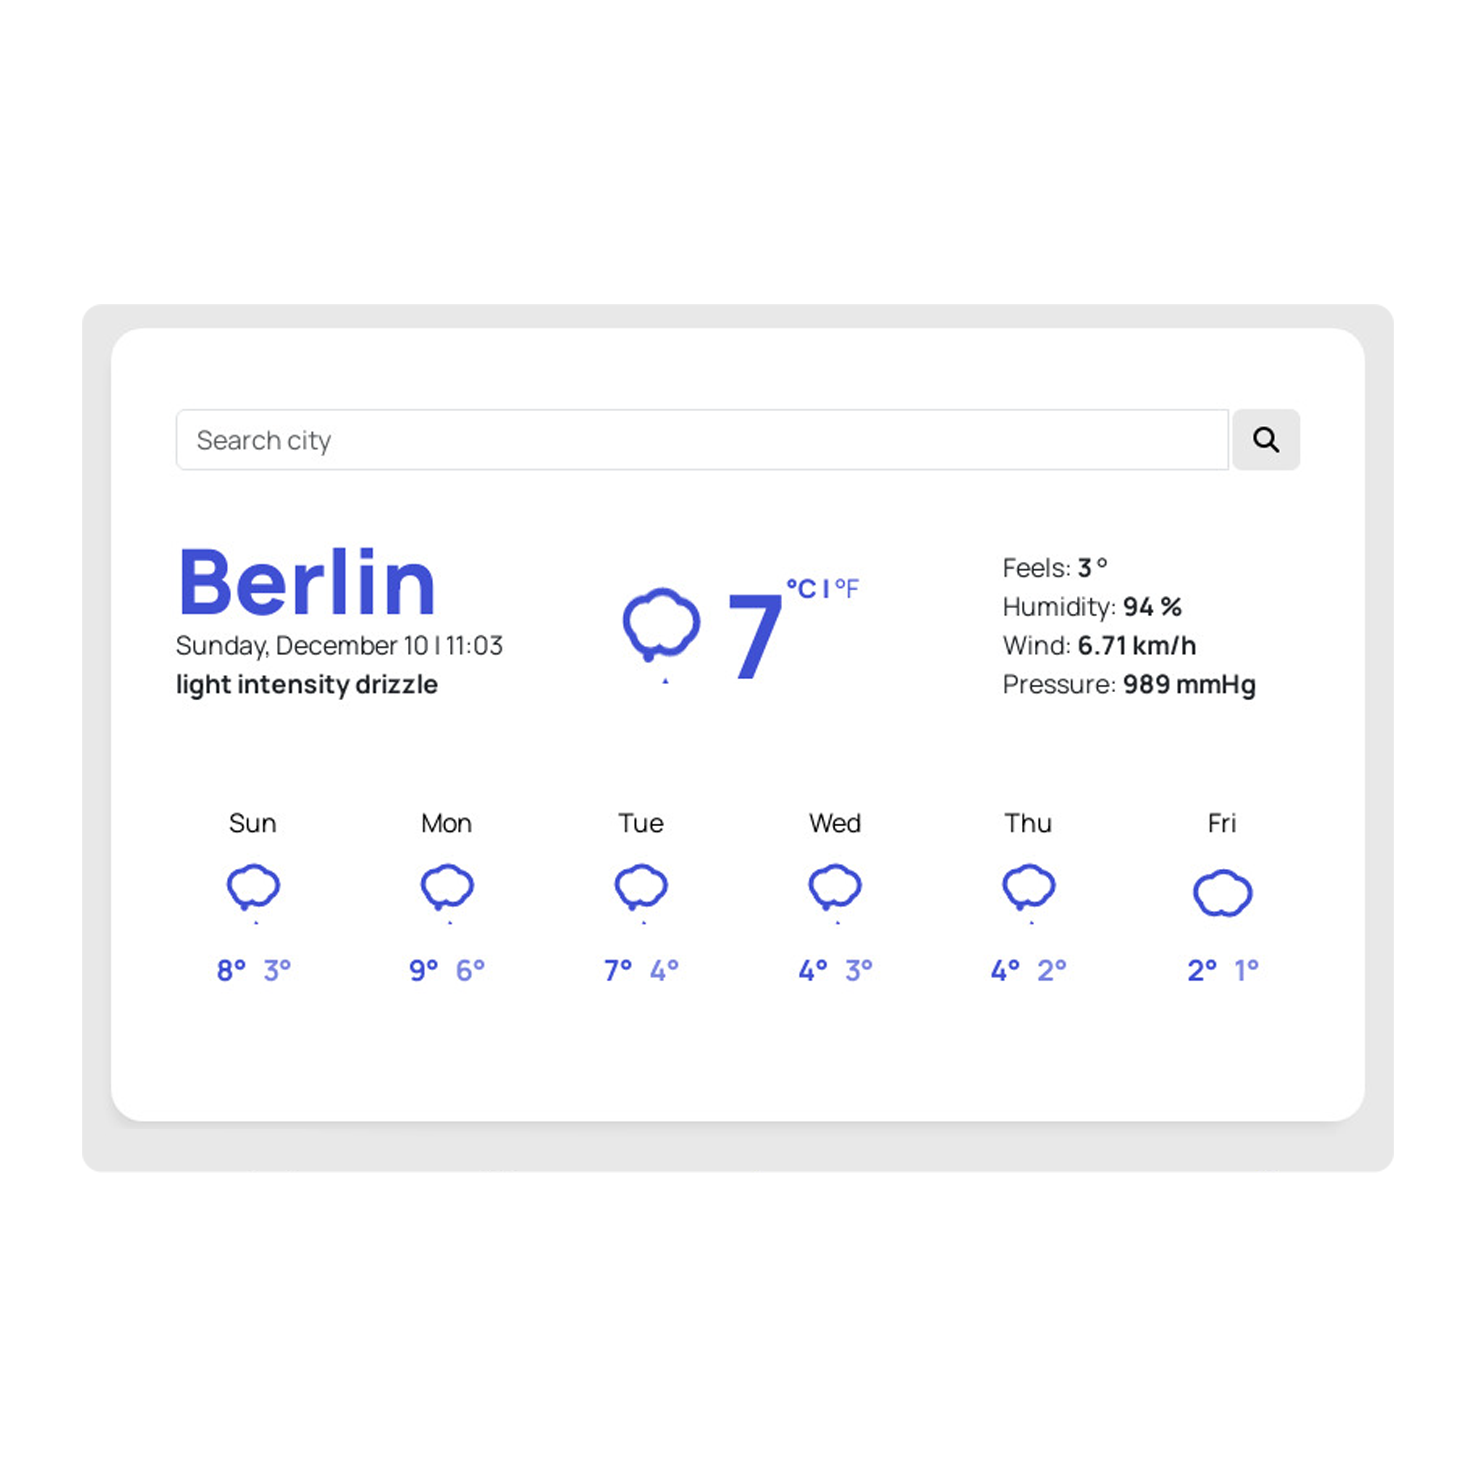 Search city
Berlin
Sunday, December 10 | 11:03
light intensity drizzle
7 °C | °F
Feels: 3 °
Humidity: 94 %
Wind: 6.71 km/h
Pressure: 989 mmHg
Sun Mon Tue Wed Thu Fri
8° 3° 9° 6° 7° 4° 4° 3° 4° 2° 2° 1°